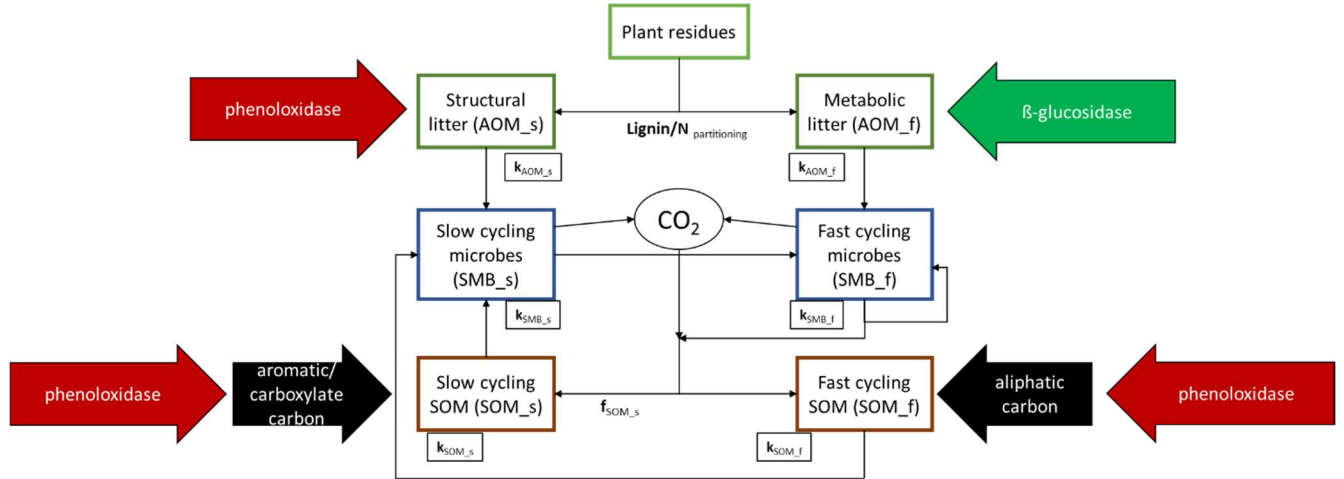 Plant residues
phenoloxidase
Structural
litter (AOM_s)
Metabolic
litter (AOM_f)
ß-glucosidase
Lignin/N partitioning
kAOM_s
kAOM_f
Slow cycling
microbes
(SMB_s)
CO2
Fast cycling
microbes
(SMB_f)
kSMB_s
kSMB_f
phenoloxidase
aromatic/
carboxylate
carbon
Slow cycling
SOM (SOM_s)
fSOM_s
Fast cycling
SOM (SOM_f)
aliphatic
carbon
phenoloxidase
kSOM_s
kSOM_f